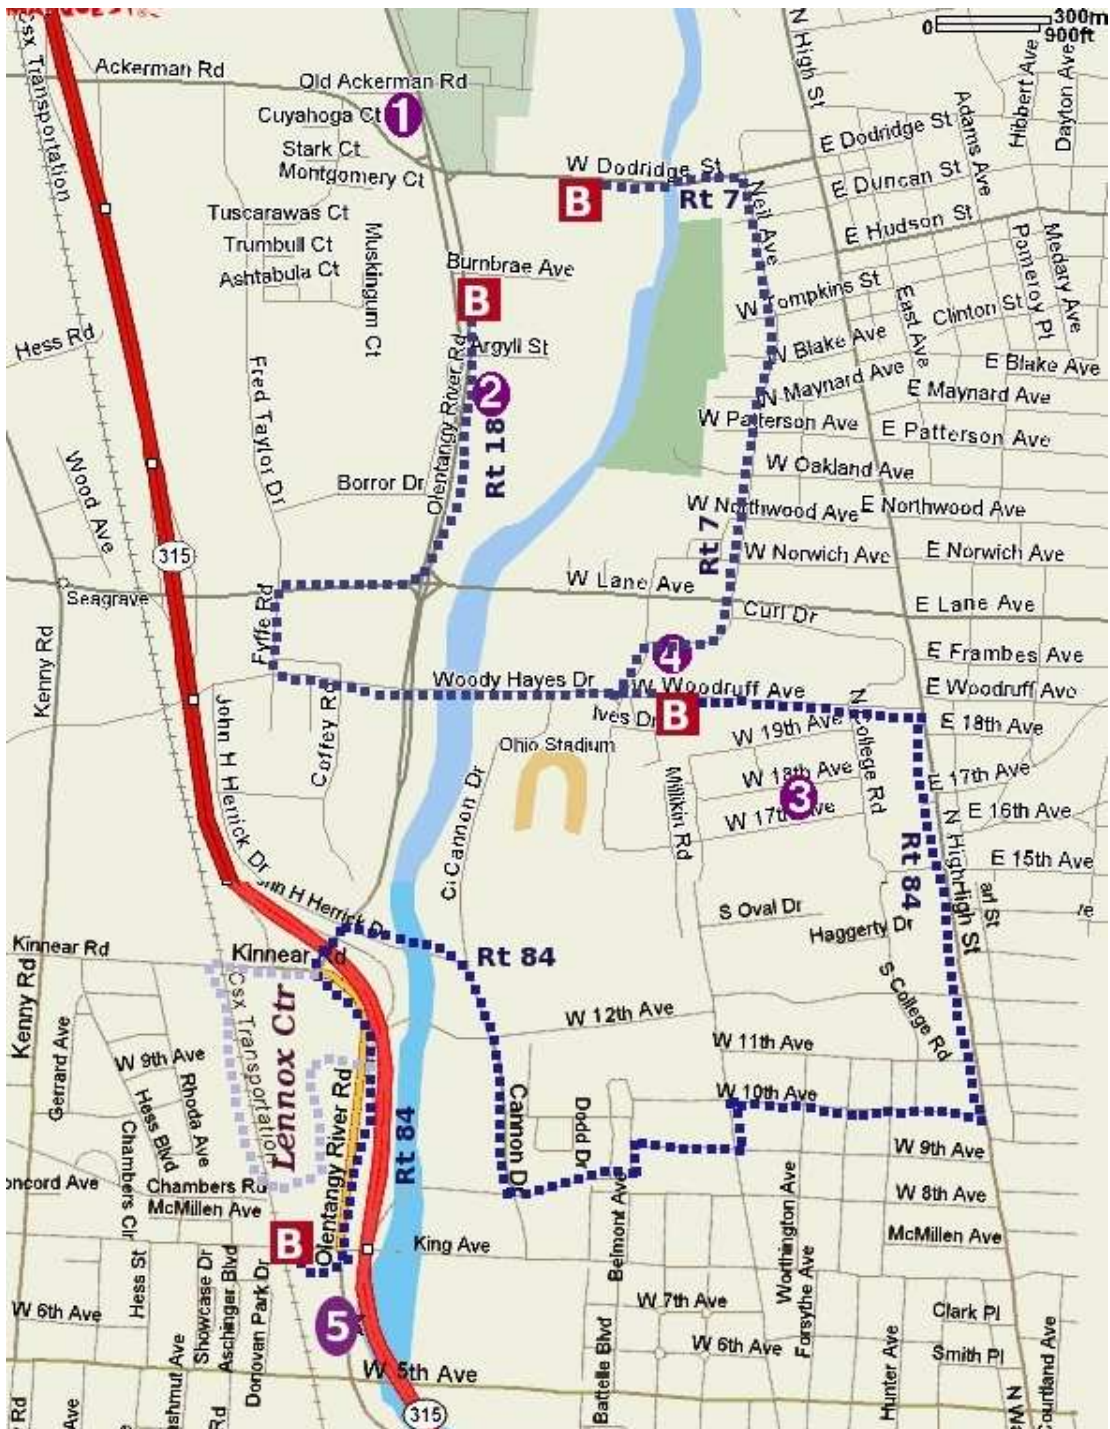 Csx Transportation
N High St
0 300m
900ft
Hibbert Ave
Dayton Ave
Ackerman Rd
Old Ackerman Rd
Cuyahoga Ct
1
Adams Ave
E Dodridge St
Stark Ct
Montgomery Ct
W Dodridge St
E Duncan St
B
Rt 7
Neil Ave
Tuscarawas Ct
E Hudson St
Trumbull Ct
Muskingum Ct
Ashtabula Ct
Burnbrae Ave
Pomeroy Pl
Medary Ave
B
W Tompkins St
East Ave
Clinton St
Hess Rd
Argyll St
W Blake Ave
E Blake Ave
Fred Taylor Dr
Olentangy River Rd
2
W Maynard Ave
E Maynard Ave
Rt 18
W Patterson Ave
E Patterson Ave
Wood Ave
Borror Dr
W Oakland Ave
W Northwood Ave
E Northwood Ave
315
Rt 7
W Norwich Ave
E Norwich Ave
Seagrave
W Lane Ave
Curl Dr
E Lane Ave
Fyffe Rd
Kenny Rd
4
E Frambes Ave
Woody Hayes Dr
W Woodruff Ave
E Woodruff Ave
John H Herrick Dr
Coffey Rd
Ives Dr
B
N College Rd
W 19th Ave
E 18th Ave
Ohio Stadium
W 18th Ave
3
E 17th Ave
Cannon Dr
Millikin Rd
W 17th Ave
N High St
E 16th Ave
Rt 84
E 15th Ave
John H Herrick Dr
S Oval Dr
Haggerty Dr
Kinnear Rd
Kinnear Rd
Rt 84
S College Rd
Kenny Rd
Csx Transportation
Lennox Ctr
W 12th Ave
Gerrard Ave
W 9th Ave
W 11th Ave
Rhoda Ave
Hess Blvd
Olentangy River Rd
Rt 84
Cannon Dr
Dodd Dr
W 10th Ave
Chambers Cir
W 9th Ave
Chambers Rd
Belmont Ave
Worthington Ave
W 8th Ave
McMillen Ave
McMillen Ave
B
King Ave
Hess St
Showcase Dr
Aschinger Blvd
Donovan Park Dr
Forsythe Ave
W 6th Ave
W 7th Ave
Clark Pl
5
W 6th Ave
Smith Pl
W 5th Ave
Battelle Blvd
Hunter Ave
Courtland Ave
315